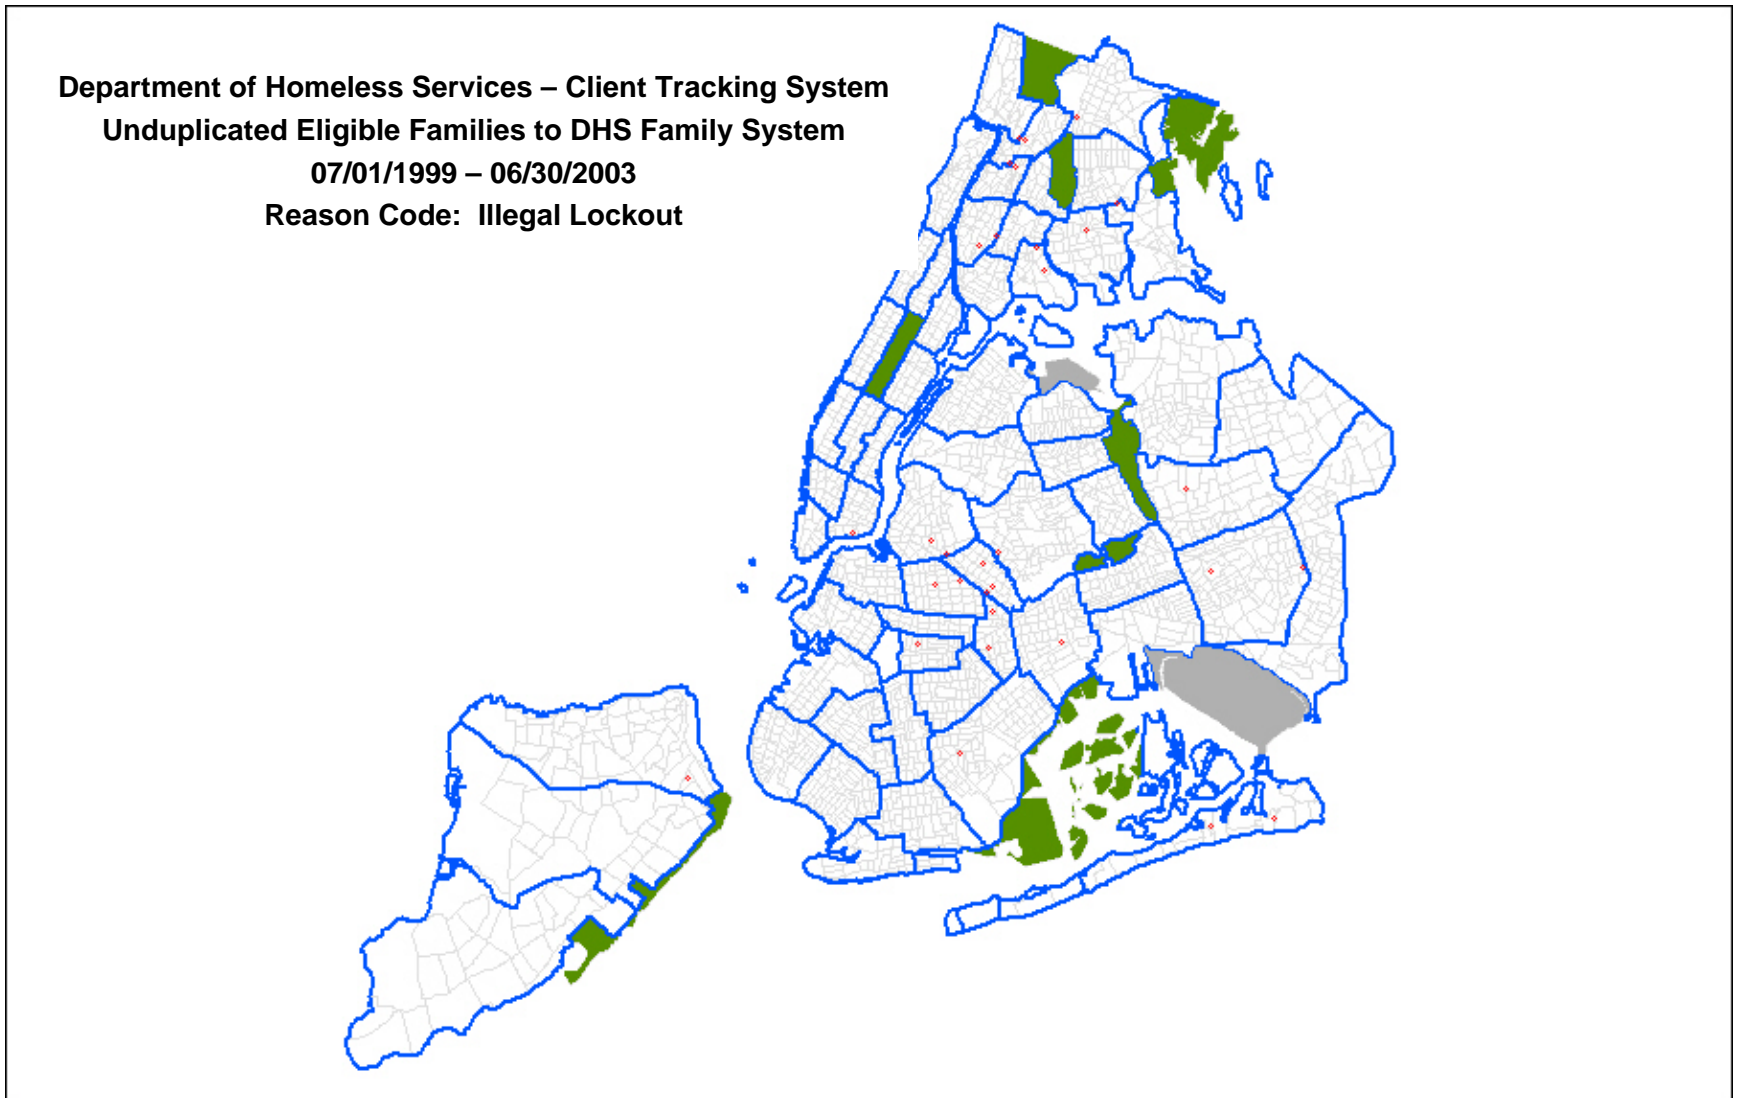 Department of Homeless Services – Client Tracking System
Unduplicated Eligible Families to DHS Family System
07/01/1999 – 06/30/2003
Reason Code:  Illegal Lockout